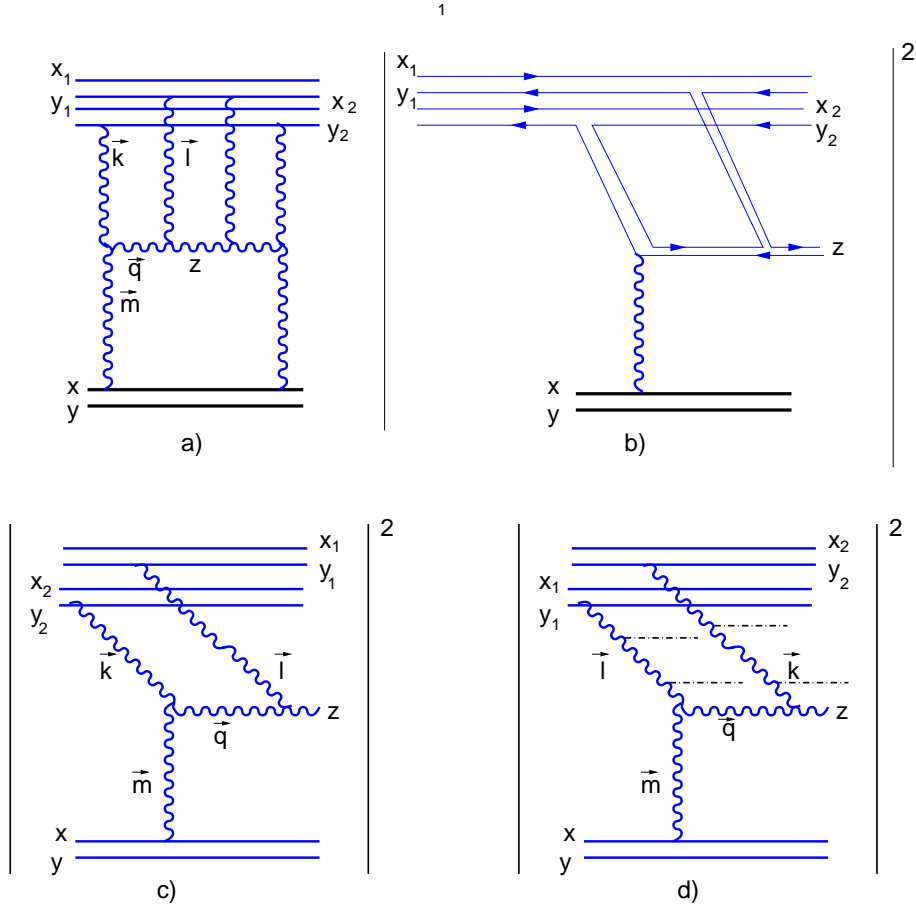 1
x₁
y₁
x₂
y₂
k
l
q
z
m
x
y
a)
2
x₁
y₁
x₂
y₂
z
x
y
b)
2
x₁
y₁
x₂
y₂
k
l
z
q
m
x
y
c)
2
x₂
y₂
x₁
y₁
l
k
z
q
m
x
y
d)